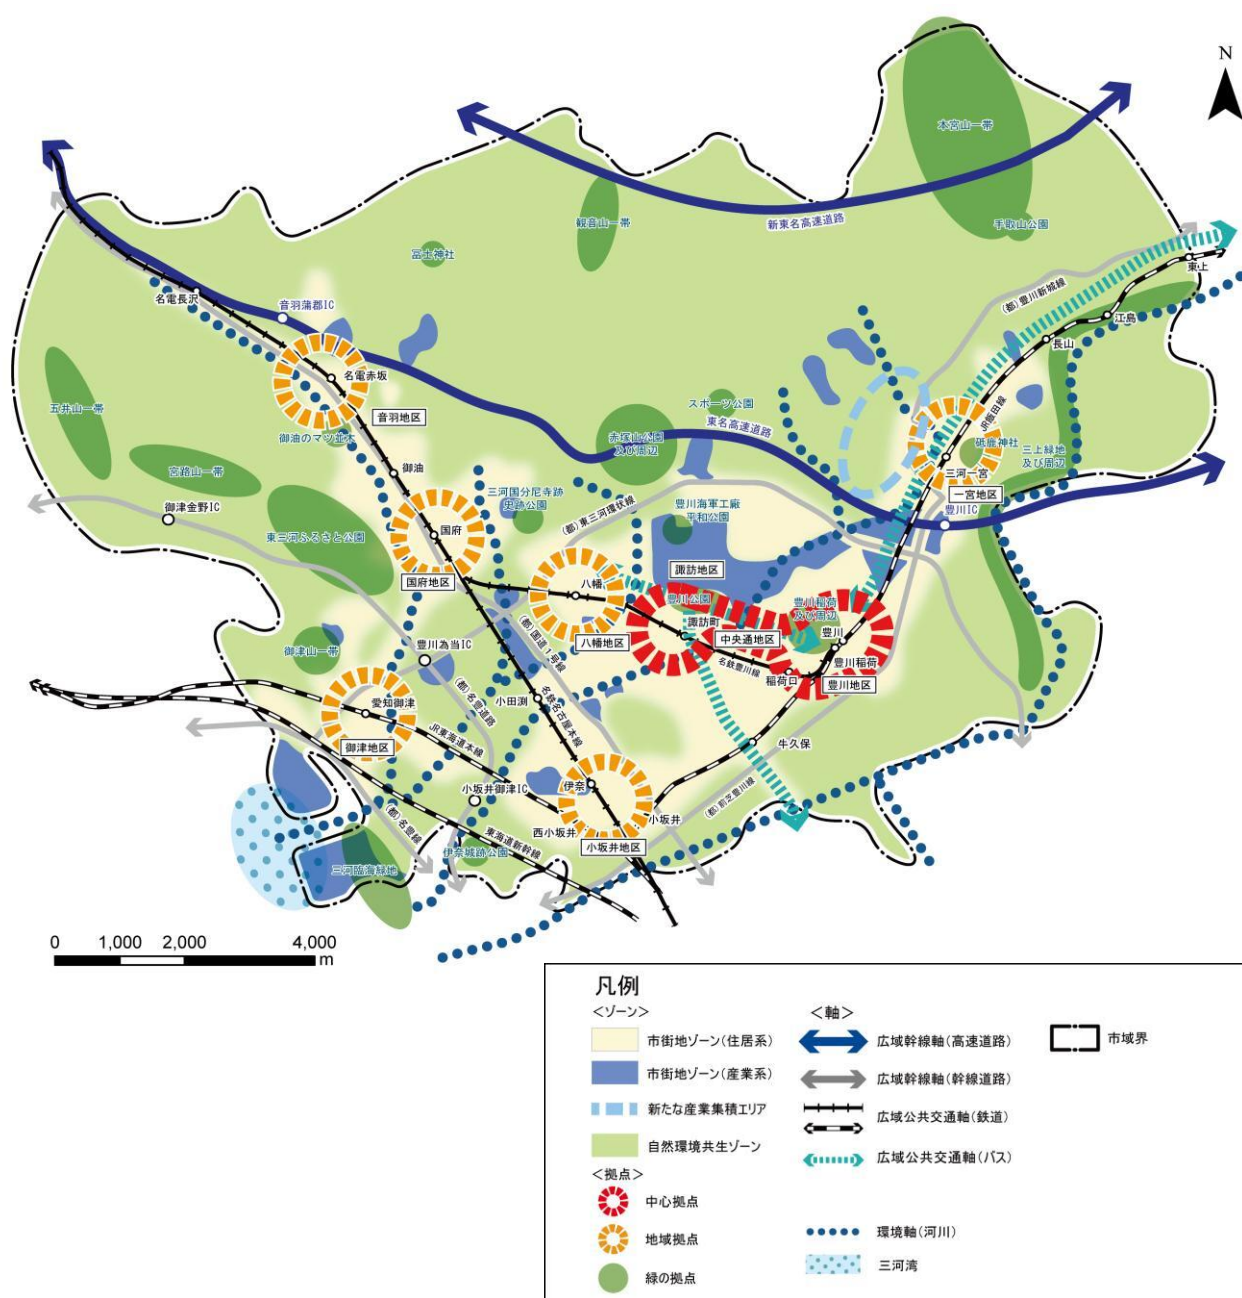 N
本宮山一帯
新東名高速道路
観音山一帯
手取山公園
冨士神社
東上
名電長沢
音羽蒲郡IC
(都)豊川新城線
江島
長山
五井山一帯
名電赤坂
音羽地区
スポーツ公園
JR飯田線
御油のマツ並木
赤塚山公園
及び周辺
東名高速道路
砥鹿神社
三上緑地
及び周辺
宮路山一帯
御油
三河一宮
一宮地区
御津金野IC
三河国分尼寺跡
史跡公園
(都)東三河環状線
豊川海軍工廠
平和公園
豊川IC
東三河ふるさと公園
国府
国府地区
諏訪地区
八幡
豊川公園
豊川稲荷
及び周辺
諏訪町
中央通地区
豊川
八幡地区
(都)国道1号線
御津山一帯
豊川為当IC
名鉄豊川線
豊川稲荷
稲荷口
豊川地区
愛知御津
(都)名豊道路
小田渕
名鉄名古屋本線
御津地区
JR東海道本線
牛久保
小坂井御津IC
伊奈
(都)前芝豊川線
小坂井
西小坂井
(都)名豊線
東海道新幹線
小坂井地区
伊奈城跡公園
三河臨海緑地
0 1,000 2,000 4,000
m
凡例
<ゾーン>
市街地ゾーン(住居系)
市街地ゾーン(産業系)
新たな産業集積エリア
自然環境共生ゾーン
<拠点>
中心拠点
地域拠点
緑の拠点
<軸>
広域幹線軸(高速道路)
広域幹線軸(幹線道路)
広域公共交通軸(鉄道)
広域公共交通軸(バス)
環境軸(河川)
三河湾
市域界